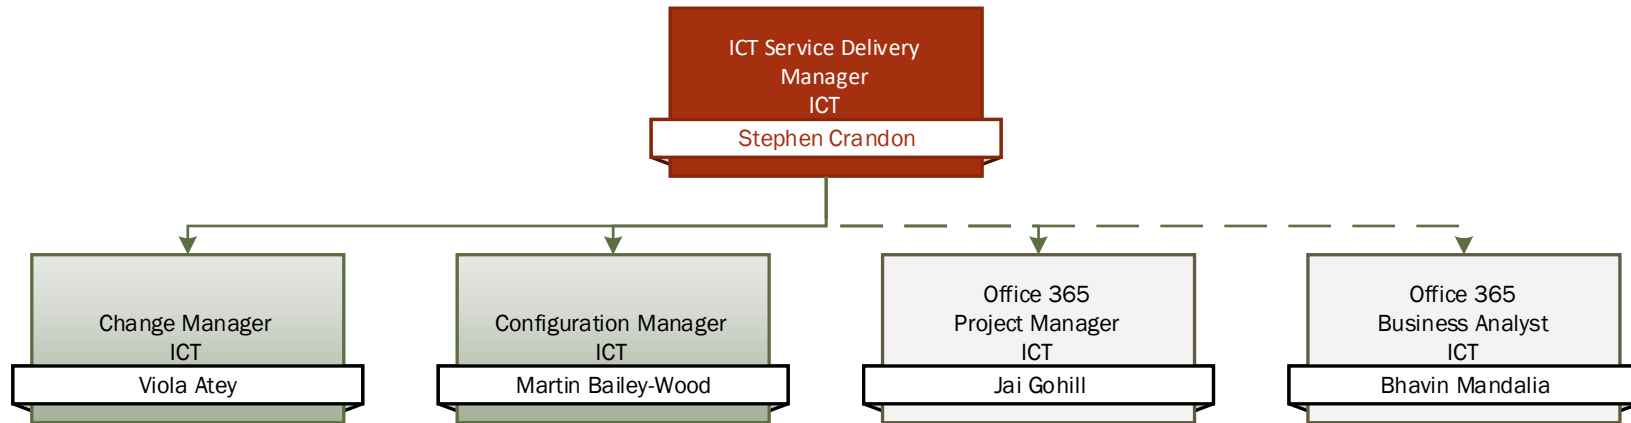 ICT Service Delivery
Manager
ICT
Stephen Crandon
Change Manager
ICT
Viola Atey
Configuration Manager
ICT
Martin Bailey-Wood
Office 365
Project Manager
ICT
Jai Gohill
Office 365
Business Analyst
ICT
Bhavin Mandalia